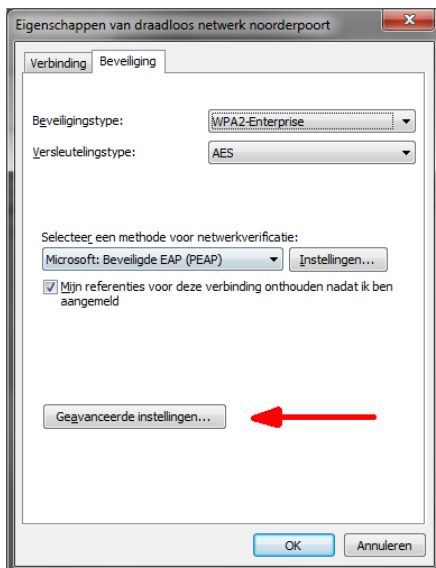 Eigenschappen van draadloos netwerk noorderpoort
Verbinding Beveiliging
Beveiligingstype: WPA2-Enterprise
Versleutelingstype: AES
Selecteer een methode voor netwerkverificatie:
Microsoft: Beveiligde EAP (PEAP) Instellingen...
Mijn referenties voor deze verbinding onthouden nadat ik ben
aangemeld
Geavanceerde instellingen...
OK Annuleren